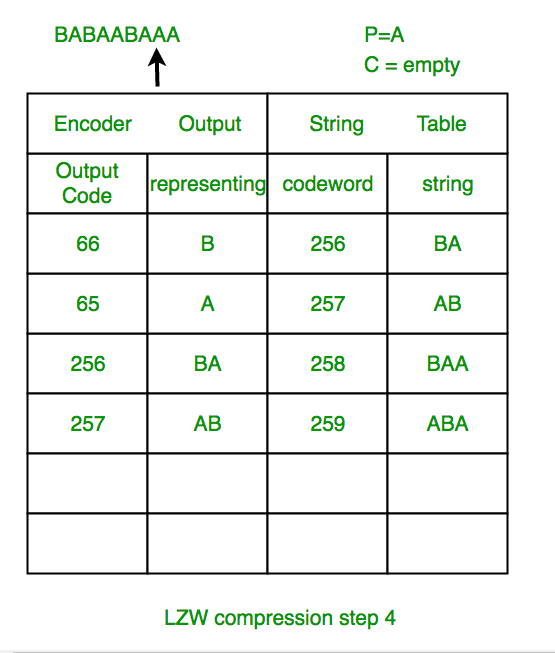 BABAABAAA
P=A
C = empty
Encoder Output String Table
Output Code representing codeword string
66 B 256 BA
65 A 257 AB
256 BA 258 BAA
257 AB 259 ABA
LZW compression step 4